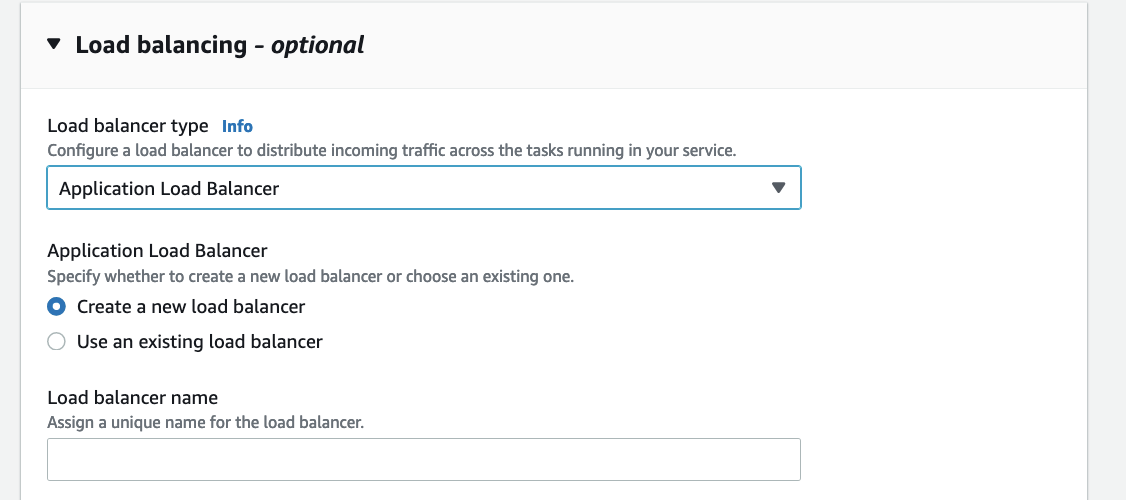 Load balancing - optional
Load balancer type Info
Configure a load balancer to distribute incoming traffic across the tasks running in your service.
Application Load Balancer
Application Load Balancer
Specify whether to create a new load balancer or choose an existing one.
Create a new load balancer
Use an existing load balancer
Load balancer name
Assign a unique name for the load balancer.